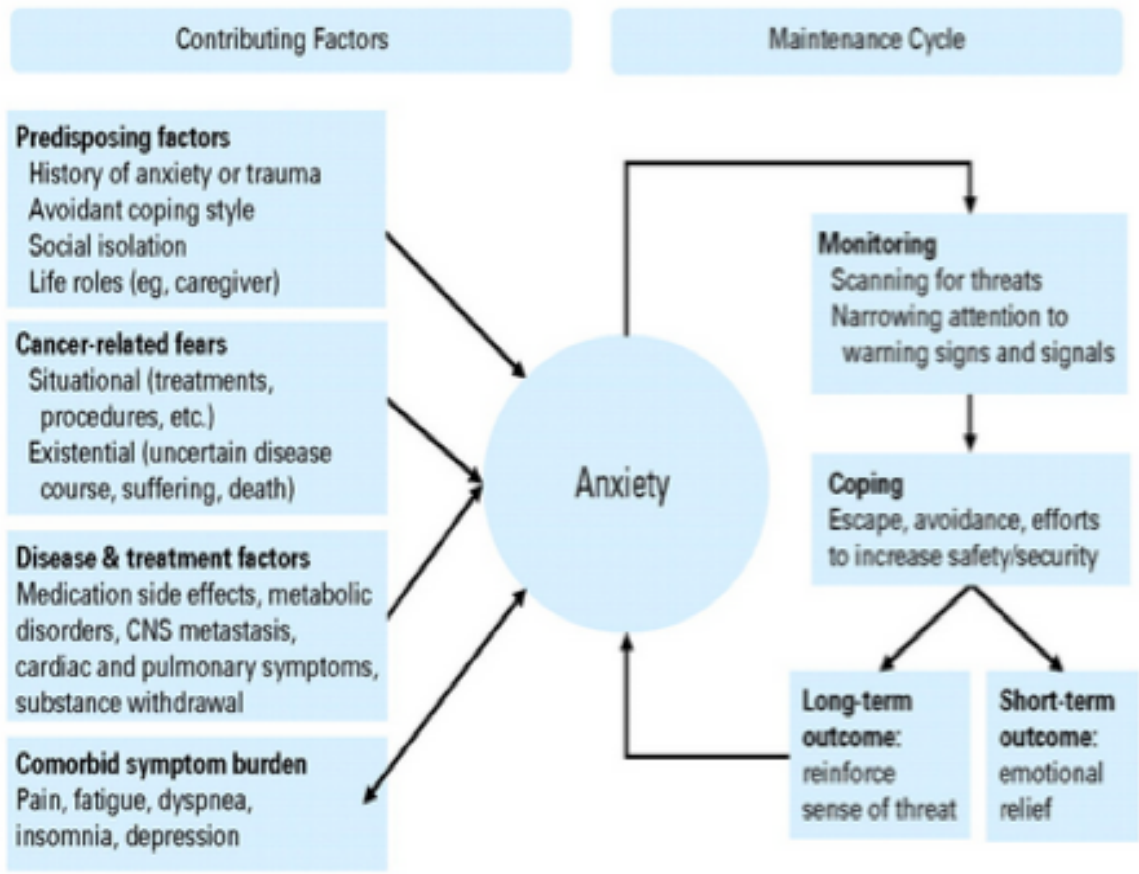 Contributing Factors
Maintenance Cycle
Predisposing factors
History of anxiety or trauma
Avoidant coping style
Social isolation
Life roles (eg, caregiver)
Cancer-related fears
Situational (treatments,
procedures, etc.)
Existential (uncertain disease
course, suffering, death)
Disease & treatment factors
Medication side effects, metabolic
disorders, CNS metastasis,
cardiac and pulmonary symptoms,
substance withdrawal
Comorbid symptom burden
Pain, fatigue, dyspnea,
insomnia, depression
Anxiety
Monitoring
Scanning for threats
Narrowing attention to
warning signs and signals
Coping
Escape, avoidance, efforts
to increase safety/security
Long-term
outcome:
reinforce
sense of threat
Short-term
outcome:
emotional
relief